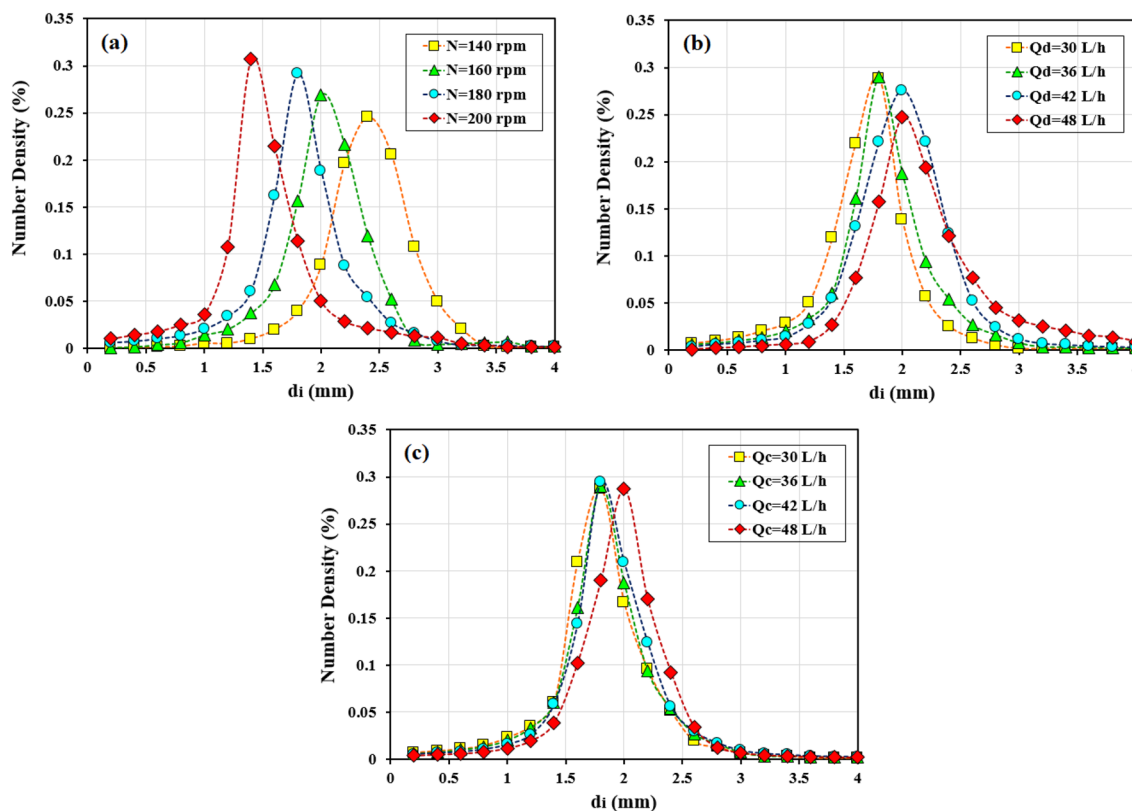 (a)
N=140 rpm
N=160 rpm
N=180 rpm
N=200 rpm
Number Density (%)
0.35
0.3
0.25
0.2
0.15
0.1
0.05
0
0 0.5 1 1.5 2 2.5 3 3.5 4
di (mm)
(b)
Qd=30 L/h
Qd=36 L/h
Qd=42 L/h
Qd=48 L/h
Number Density (%)
0.35
0.3
0.25
0.2
0.15
0.1
0.05
0
0 0.5 1 1.5 2 2.5 3 3.5
di (mm)
(c)
Qc=30 L/h
Qc=36 L/h
Qc=42 L/h
Qc=48 L/h
Number Density (%)
0.35
0.3
0.25
0.2
0.15
0.1
0.05
0
0 0.5 1 1.5 2 2.5 3 3.5 4
di (mm)